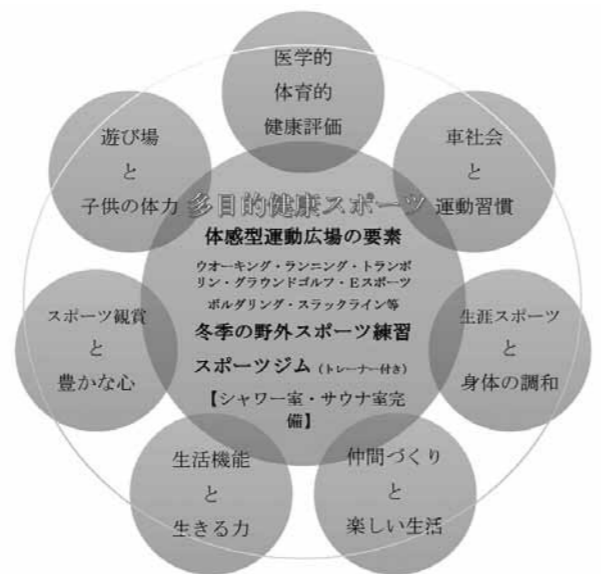 医学的
体育的
健康評価
遊び場
と
子供の体力
車社会
と
運動習慣
多目的健康スポーツ
体感型運動広場の要素
ウオーキング・ランニング・トランポ
リン・グラウンドゴルフ・Eスポーツ
ボルダリング・スラックライン等
冬季の野外スポーツ練習
スポーツジム（トレーナー付き）
【シャワー室・サウナ室完
備】
スポーツ観賞
と
豊かな心
生涯スポーツ
と
身体の調和
生活機能
と
生きる力
仲間づくり
と
楽しい生活